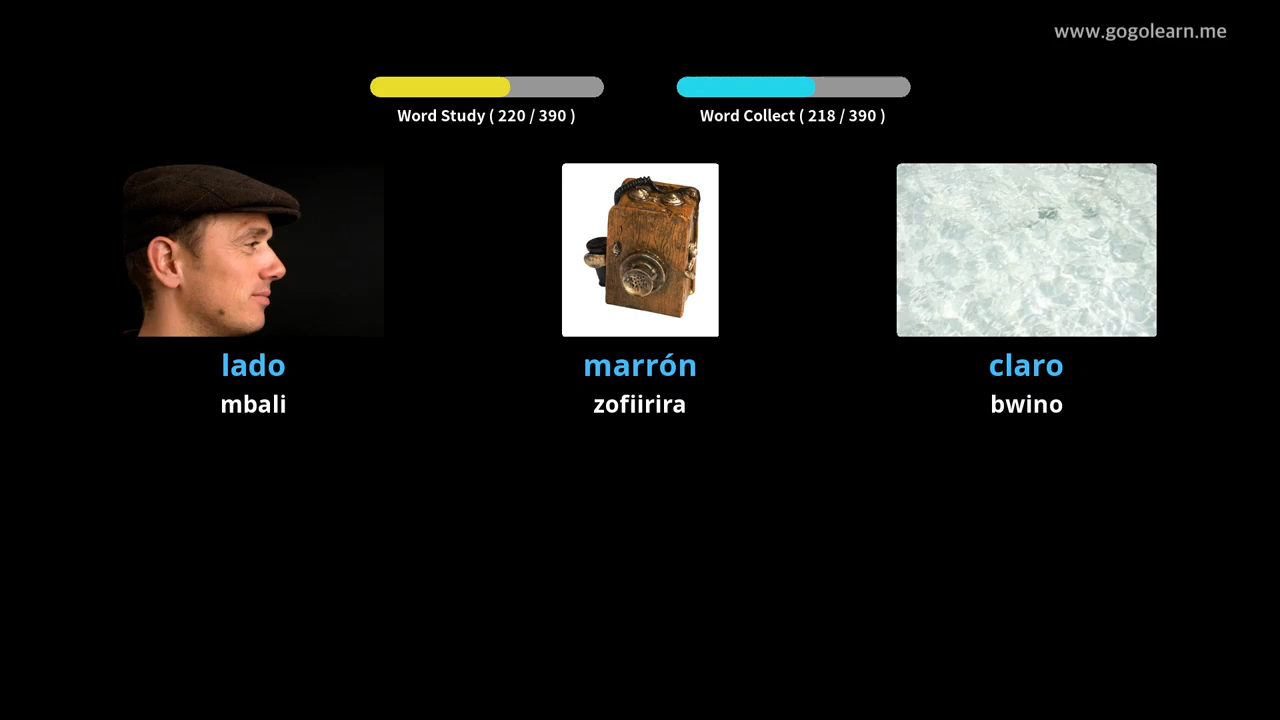 www.gogolearn.me
Word Study ( 220 / 390 )
Word Collect ( 218 / 390 )
lado
mbali
marrón
zofiirira
claro
bwino